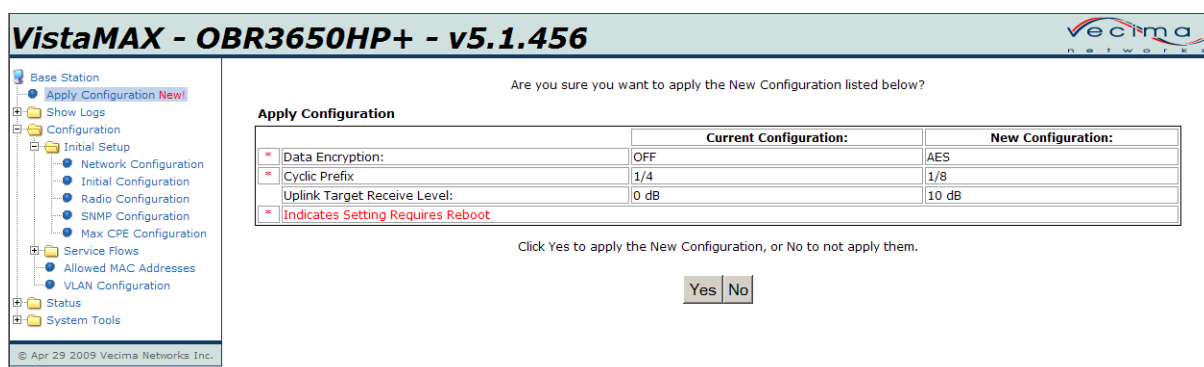 VistaMAX - OBR3650HP+ - v5.1.456
vecima
networks
Base Station
Apply Configuration New!
Show Logs
Configuration
Initial Setup
Network Configuration
Initial Configuration
Radio Configuration
SNMP Configuration
Max CPE Configuration
Service Flows
Allowed MAC Addresses
VLAN Configuration
Status
System Tools
© Apr 29 2009 Vecima Networks Inc.
Are you sure you want to apply the New Configuration listed below?
Apply Configuration
Current Configuration: New Configuration:
* Data Encryption: OFF AES
* Cyclic Prefix 1/4 1/8
Uplink Target Receive Level: 0 dB 10 dB
* Indicates Setting Requires Reboot
Click Yes to apply the New Configuration, or No to not apply them.
Yes No